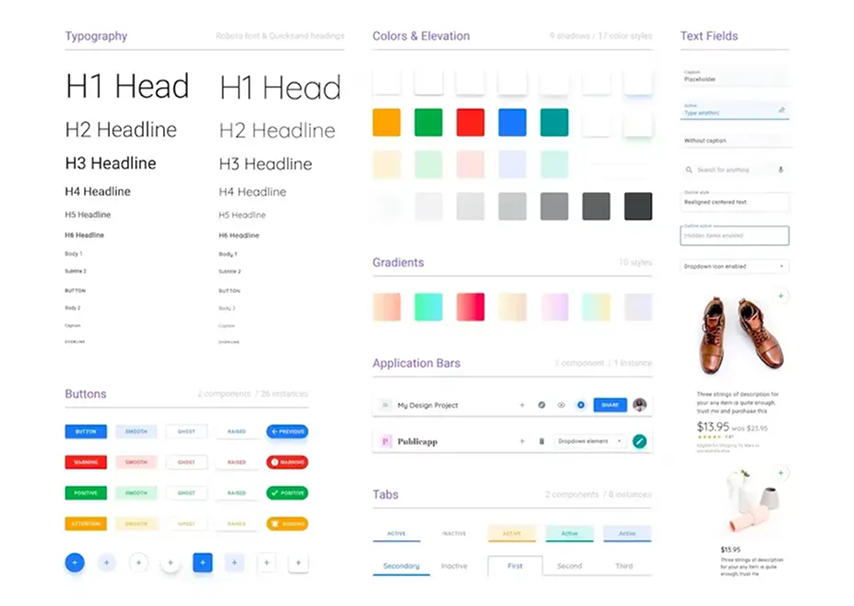 Typography
Roboto font & Quicksand headings
H1 Head
H1 Head
H2 Headline
H2 Headline
H3 Headline
H3 Headline
H4 Headline
H4 Headline
H5 Headline
H5 Headline
H6 Headline
H6 Headline
Body 1
Body 1
Subtitle 2
Subtitle 2
BUTTON
BUTTON
Body 2
Body 2
Caption
Caption
OVERLINE
OVERLINE
Buttons
2 components / 26 instances
BUTTON
SMOOTH
GHOST
RAISED
PREVIOUS
WARNING
SMOOTH
GHOST
RAISED
WARNING
POSITIVE
SMOOTH
GHOST
RAISED
POSITIVE
ATTENTION
SMOOTH
GHOST
RAISED
Colors & Elevation
9 shadows / 17 color styles
Gradients
10 styles
Application Bars
1 component / 1 instance
My Design Project
SHARE
P
Publicapp
Dropdown element
Tabs
2 components / 8 instances
ACTIVE
INACTIVE
ACTIVE
Active
Active
Secondary
Inactive
First
Second
Third
Text Fields
Caption
Placeholder
Active
Type anything
Without caption
Search for anything
Outline style
Realigned centered text
Outline active
Hidden items enabled
Dropdown icon enabled
Three strings of description
for your any item is quite enough,
trust me and purchase this
$13.95 was $23.95
$13.95
Three strings of description
for your any item is quite
enough, trust me